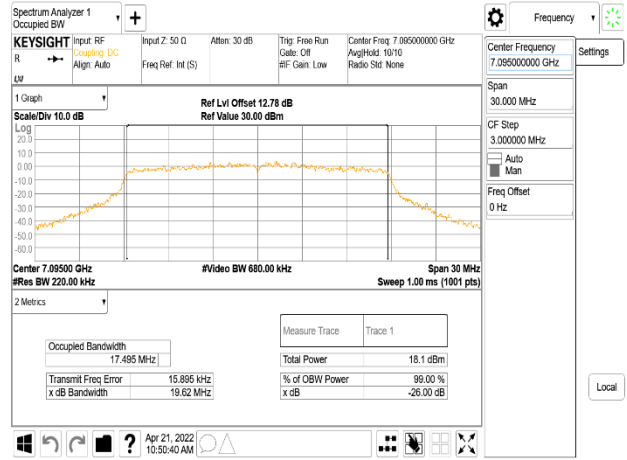 Spectrum Analyzer 1
Occupied BW
Frequency
KEYSIGHT
R
Input: RF
Coupling: DC
Align: Auto
Input Z: 50 Ω
Freq Ref: Int (S)
Atten: 30 dB
Trig: Free Run
Gate: Off
#IF Gain: Low
Center Freq: 7.095000000 GHz
Avg|Hold: 10/10
Radio Std: None
Center Frequency
7.095000000 GHz
Settings
Span
30.000 MHz
CF Step
3.000000 MHz
Auto
Man
Freq Offset
0 Hz
Local
1 Graph
Scale/Div 10.0 dB
Ref Lvl Offset 12.78 dB
Ref Value 30.00 dBm
Log
20.0
10.0
0.00
-10.0
-20.0
-30.0
-40.0
-50.0
-60.0
Center 7.09500 GHz
#Res BW 220.00 kHz
#Video BW 680.00 kHz
Span 30 MHz
Sweep 1.00 ms (1001 pts)
2 Metrics
Measure Trace
Trace 1
Occupied Bandwidth
17.495 MHz
Total Power
18.1 dBm
Transmit Freq Error
15.895 kHz
% of OBW Power
99.00 %
x dB Bandwidth
19.62 MHz
x dB
-26.00 dB
?
Apr 21, 2022
10:50:40 AM